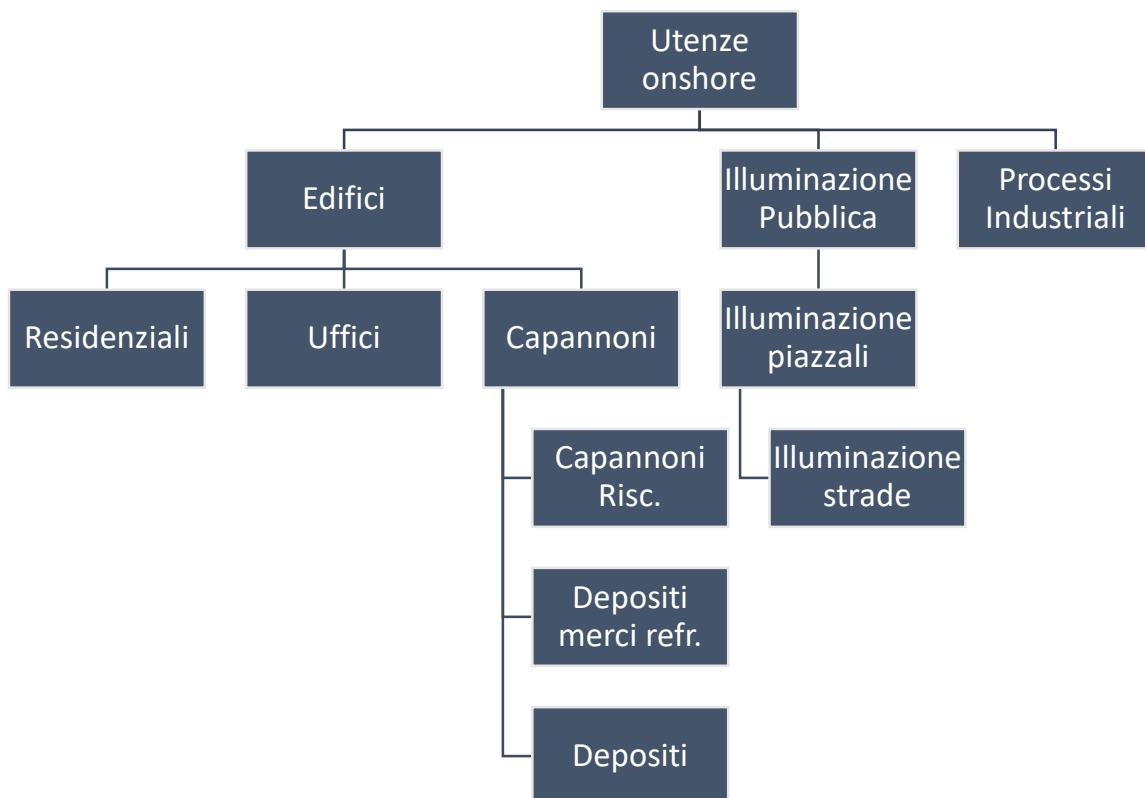 Utenze
onshore
Edifici
Illuminazione
Pubblica
Processi
Industriali
Residenziali
Uffici
Capannoni
Illuminazione
piazzali
Capannoni
Risc.
Illuminazione
strade
Depositi
merci refr.
Depositi